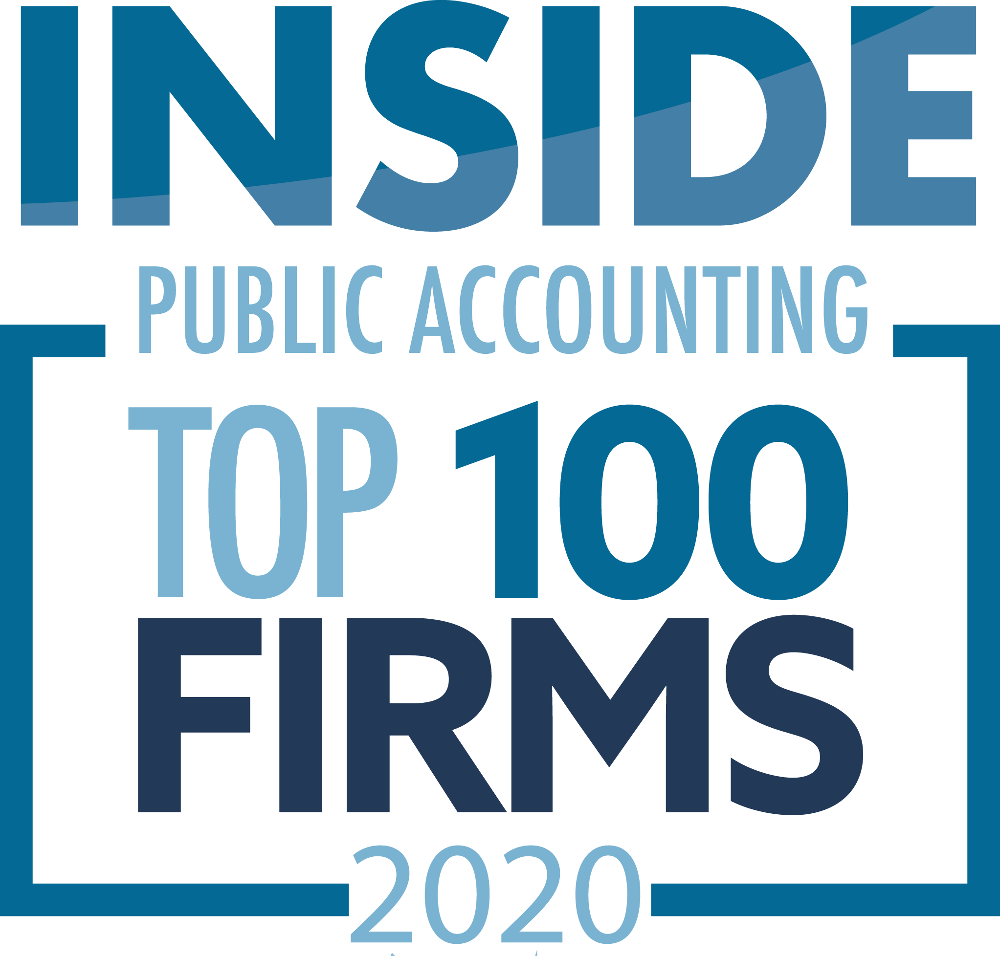 INSIDE
PUBLIC ACCOUNTING
TOP 100
FIRMS
2020